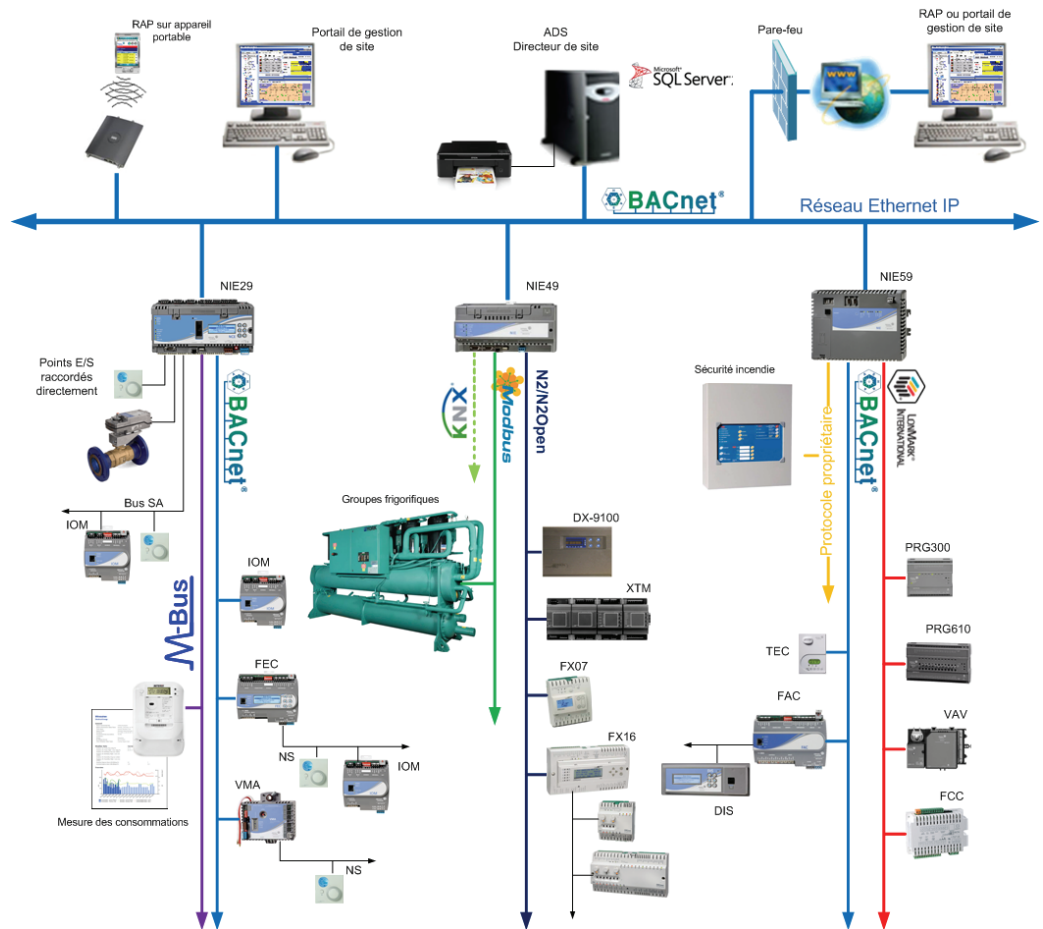 RAP sur appareil
portable
Portail de gestion
de site
ADS
Directeur de site
Microsoft®
SQL Server
Pare-feu
RAP ou portail de
gestion de site
WWW
BACnet®
Réseau Ethernet IP
NIE29
NIE49
NIE59
Points E/S
raccordés
directement
BACnet®
KNX
Modbus
N2/N2Open
Sécurité incendie
Protocole propriétaire
BACnet®
LONMARK™
INTERNATIONAL
Bus SA
IOM
Groupes frigorifiques
DX-9100
PRG300
IOM
XTM
M-Bus
TEC
PRG610
FEC
FX07
FAC
VAV
NS
IOM
FX16
DIS
VMA
FCC
Mesure des consommations
NS